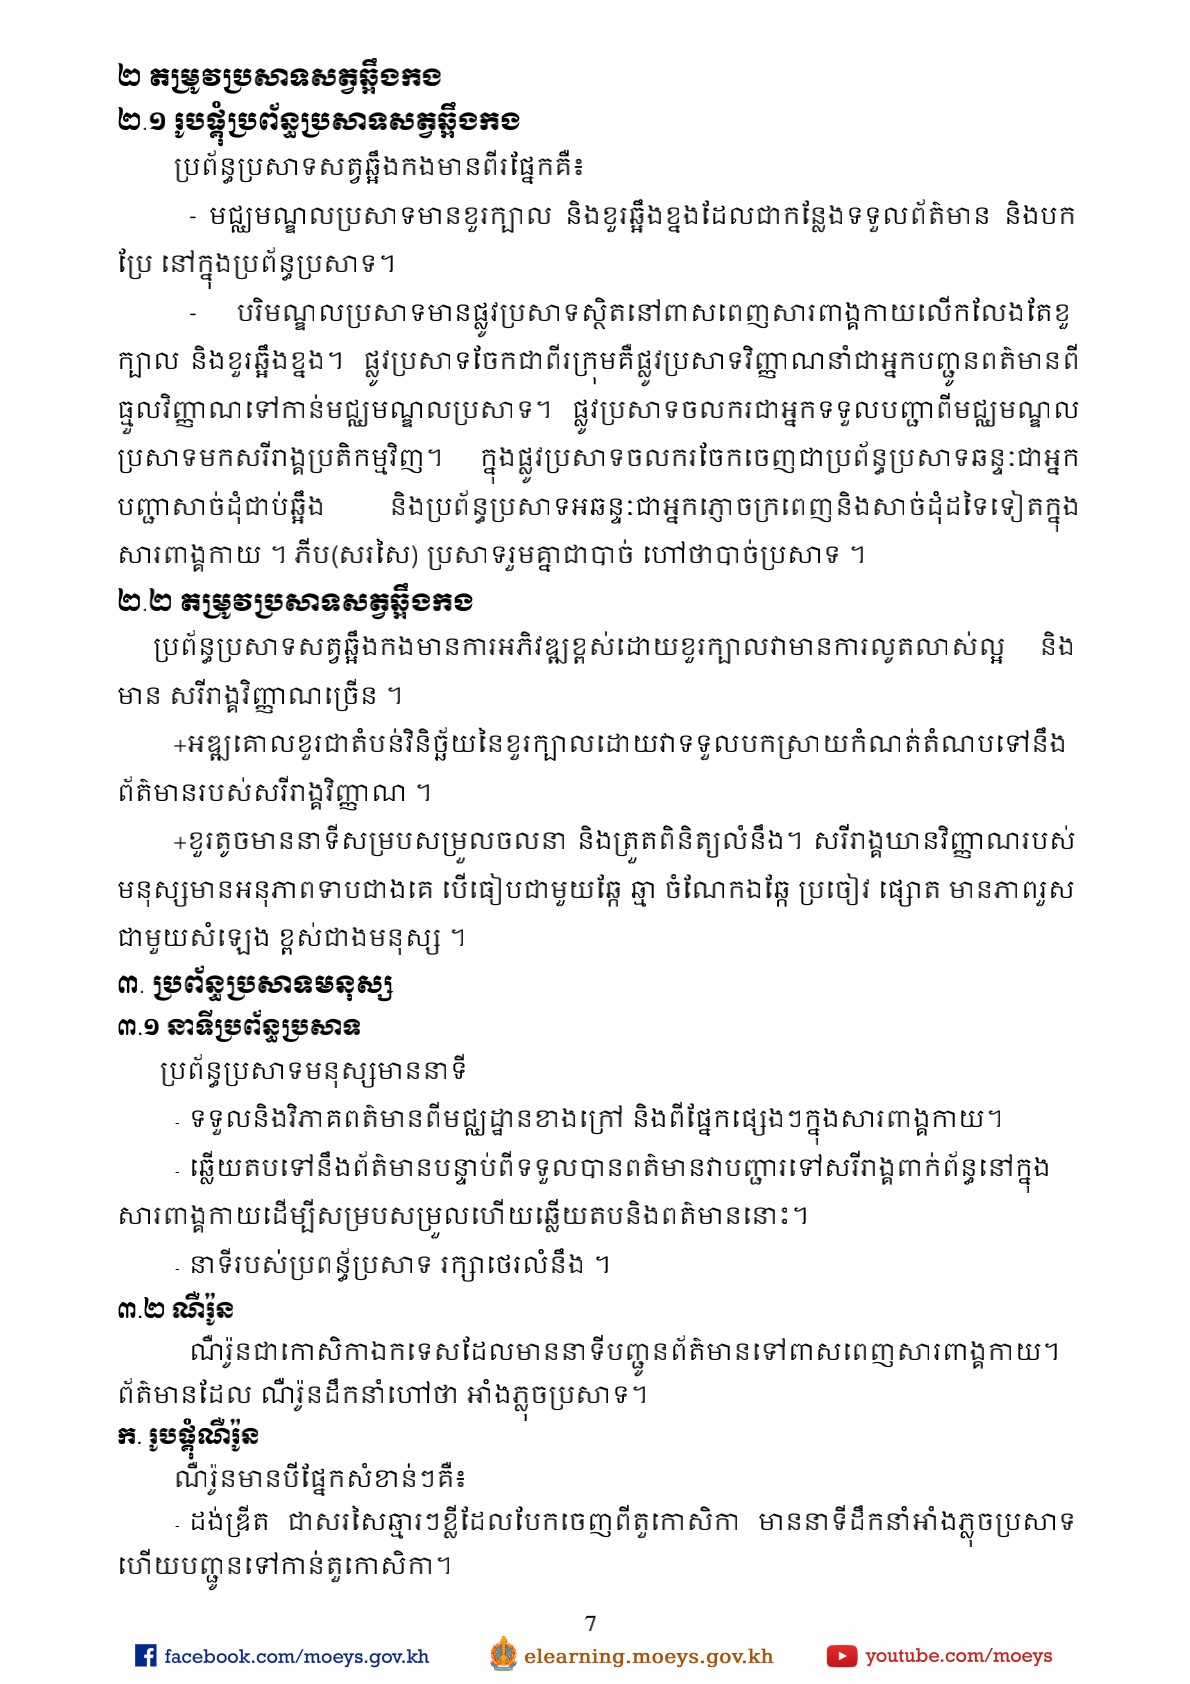 ២ តម្រូវប្រសាទសត្វឆ្អឹងកង
២.១ រូបផ្គុំប្រព័ន្ធប្រសាទសត្វឆ្អឹងកង
ប្រព័ន្ធប្រសាទសត្វឆ្អឹងកងមានពីរផ្នែកគឺ៖
- មជ្ឈមណ្ឌលប្រសាទមានខួរក្បាល និងខួរឆ្អឹងខ្នងដែលជាកន្លែងទទួលព័ត៌មាន និងបក
ប្រែ នៅក្នុងប្រព័ន្ធប្រសាទ។
- បរិមណ្ឌលប្រសាទមានផ្លូវប្រសាទស្ថិតនៅពាសពេញសារពាង្គកាយលើកលែងតែខួ
ក្បាល និងខួរឆ្អឹងខ្នង។ ផ្លូវប្រសាទចែកជាពីរក្រុមគឺផ្លូវប្រសាទវិញ្ញាណនាំជាអ្នកបញ្ជូនពត៌មានពី
ធ្មួលវិញ្ញាណទៅកាន់មជ្ឈមណ្ឌលប្រសាទ។ ផ្លូវប្រសាទចលករជាអ្នកទទួលបញ្ជាពីមជ្ឈមណ្ឌល
ប្រសាទមកសរីរាង្គប្រតិកម្មវិញ។ ក្នុងផ្លូវប្រសាទចលករចែកចេញជាប្រព័ន្ធប្រសាទឆន្ទៈជាអ្នក
បញ្ជាសាច់ដុំជាប់ឆ្អឹង និងប្រព័ន្ធប្រសាទអឆន្ទៈជាអ្នកភ្ញោចក្រពេញនិងសាច់ដុំដទៃទៀតក្នុង
សារពាង្គកាយ ។ ភីប(សរសៃ) ប្រសាទរួមគ្នាជាបាច់ ហៅថាបាច់ប្រសាទ ។
២.២ តម្រូវប្រសាទសត្វឆ្អឹងកង
ប្រព័ន្ធប្រសាទសត្វឆ្អឹងកងមានការអភិវឌ្ឍខ្ពស់ដោយខួរក្បាលវាមានការលូតលាស់ល្អ និង
មាន សរីរាង្គវិញ្ញាណច្រើន ។
+អឌ្ឍគោលខួរជាតំបន់វិនិច្ឆ័យនៃខួរក្បាលដោយវាទទួលបកស្រាយកំណត់តំណបទៅនឹង
ព័ត៌មានរបស់សរីរាង្គវិញ្ញាណ ។
+ខួរតូចមាននាទីសម្របសម្រួលចលនា និងត្រួតពិនិត្យលំនឹង។ សរីរាង្គឃានវិញ្ញាណរបស់
មនុស្សមានអនុភាពទាបជាងគេ បើធៀបជាមួយឆ្កែ ឆ្មា ចំណែកឯឆ្កែ ប្រចៀវ ផ្សោត មានភាពរួស
ជាមួយសំឡេង ខ្ពស់ជាងមនុស្ស ។
៣. ប្រព័ន្ធប្រសាទមនុស្ស
៣.១ នាទីប្រព័ន្ធប្រសាទ
ប្រព័ន្ធប្រសាទមនុស្សមាននាទី
- ទទួលនិងវិភាគពត៌មានពីមជ្ឈដ្ឋានខាងក្រៅ និងពីផ្នែកផ្សេងៗក្នុងសារពាង្គកាយ។
- ឆ្លើយតបទៅនឹងព័ត៌មានបន្ទាប់ពីទទួលបានពត៌មានវាបញ្ជារទៅសរីរាង្គពាក់ព័ន្ធនៅក្នុង
សារពាង្គកាយដើម្បីសម្របសម្រួលហើយឆ្លើយតបនិងពត៌មាននោះ។
- នាទីរបស់ប្រពន្ធ័ប្រសាទ រក្សាថេរលំនឹង ។
៣.២ ណឺរ៉ូន
ណឺរ៉ូនជាកោសិកាឯកទេសដែលមាននាទីបញ្ជូនព័ត៌មានទៅពាសពេញសារពាង្គកាយ។
ព័ត៌មានដែល ណឺរ៉ូនដឹកនាំហៅថា អាំងភ្លុចប្រសាទ។
ក. រូបផ្គុំណឺរ៉ូន
ណឺរ៉ូនមានបីផ្នែកសំខាន់ៗគឺ៖
- ដង់ឌ្រីត ជាសរសៃឆ្មារៗខ្លីដែលបែកចេញពីតួកោសិកា មាននាទីដឹកនាំអាំងភ្លុចប្រសាទ
ហើយបញ្ជូនទៅកាន់តួកោសិកា។
7
facebook.com/moeys.gov.kh elearning.moeys.gov.kh youtube.com/moeys